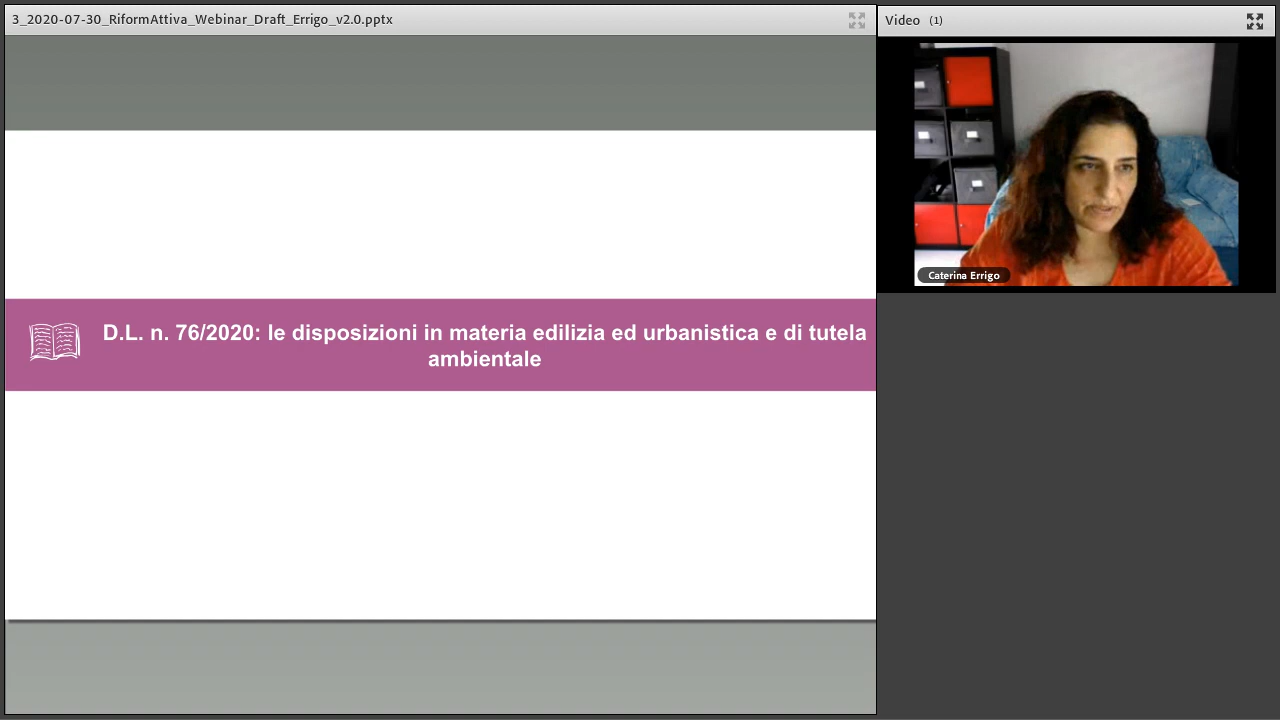 3_2020-07-30_RiformAttiva_Webinar_Draft_Errigo_v2.0.pptx
Video (1)
Caterina Errigo
D.L. n. 76/2020: le disposizioni in materia edilizia ed urbanistica e di tutela
ambientale